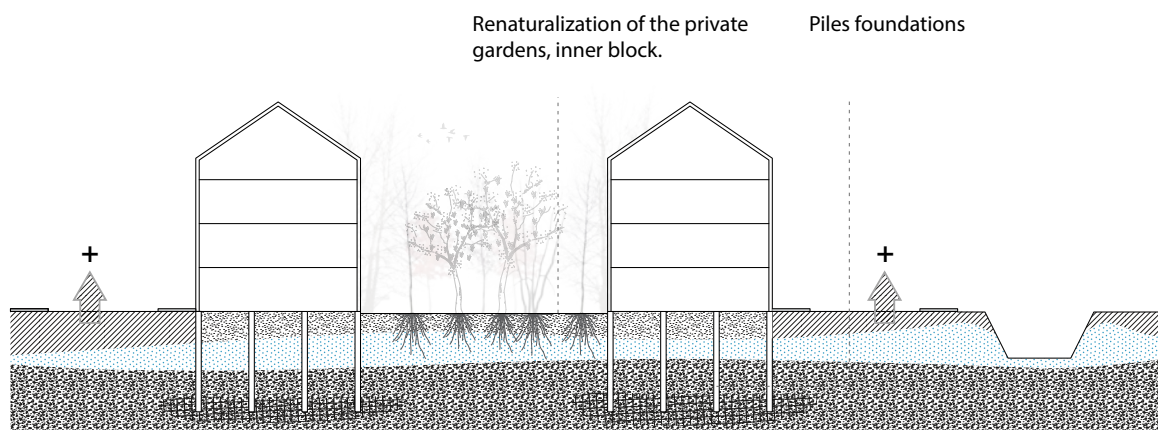 Renaturalization of the private
gardens, inner block.
Piles foundations
+
+